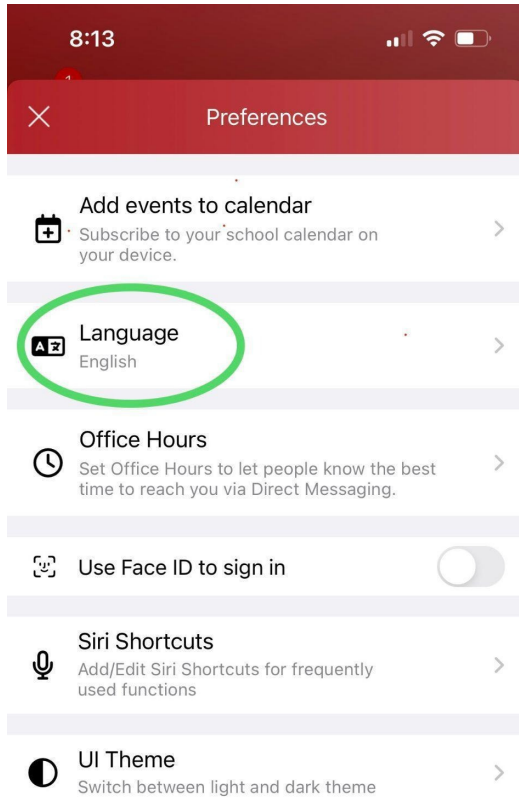 8:13
1
Preferences
Add events to calendar
Subscribe to your school calendar on
your device.
A
Language
English
Office Hours
Set Office Hours to let people know the best
time to reach you via Direct Messaging.
Use Face ID to sign in
Siri Shortcuts
Add/Edit Siri Shortcuts for frequently
used functions
UI Theme
Switch between light and dark theme